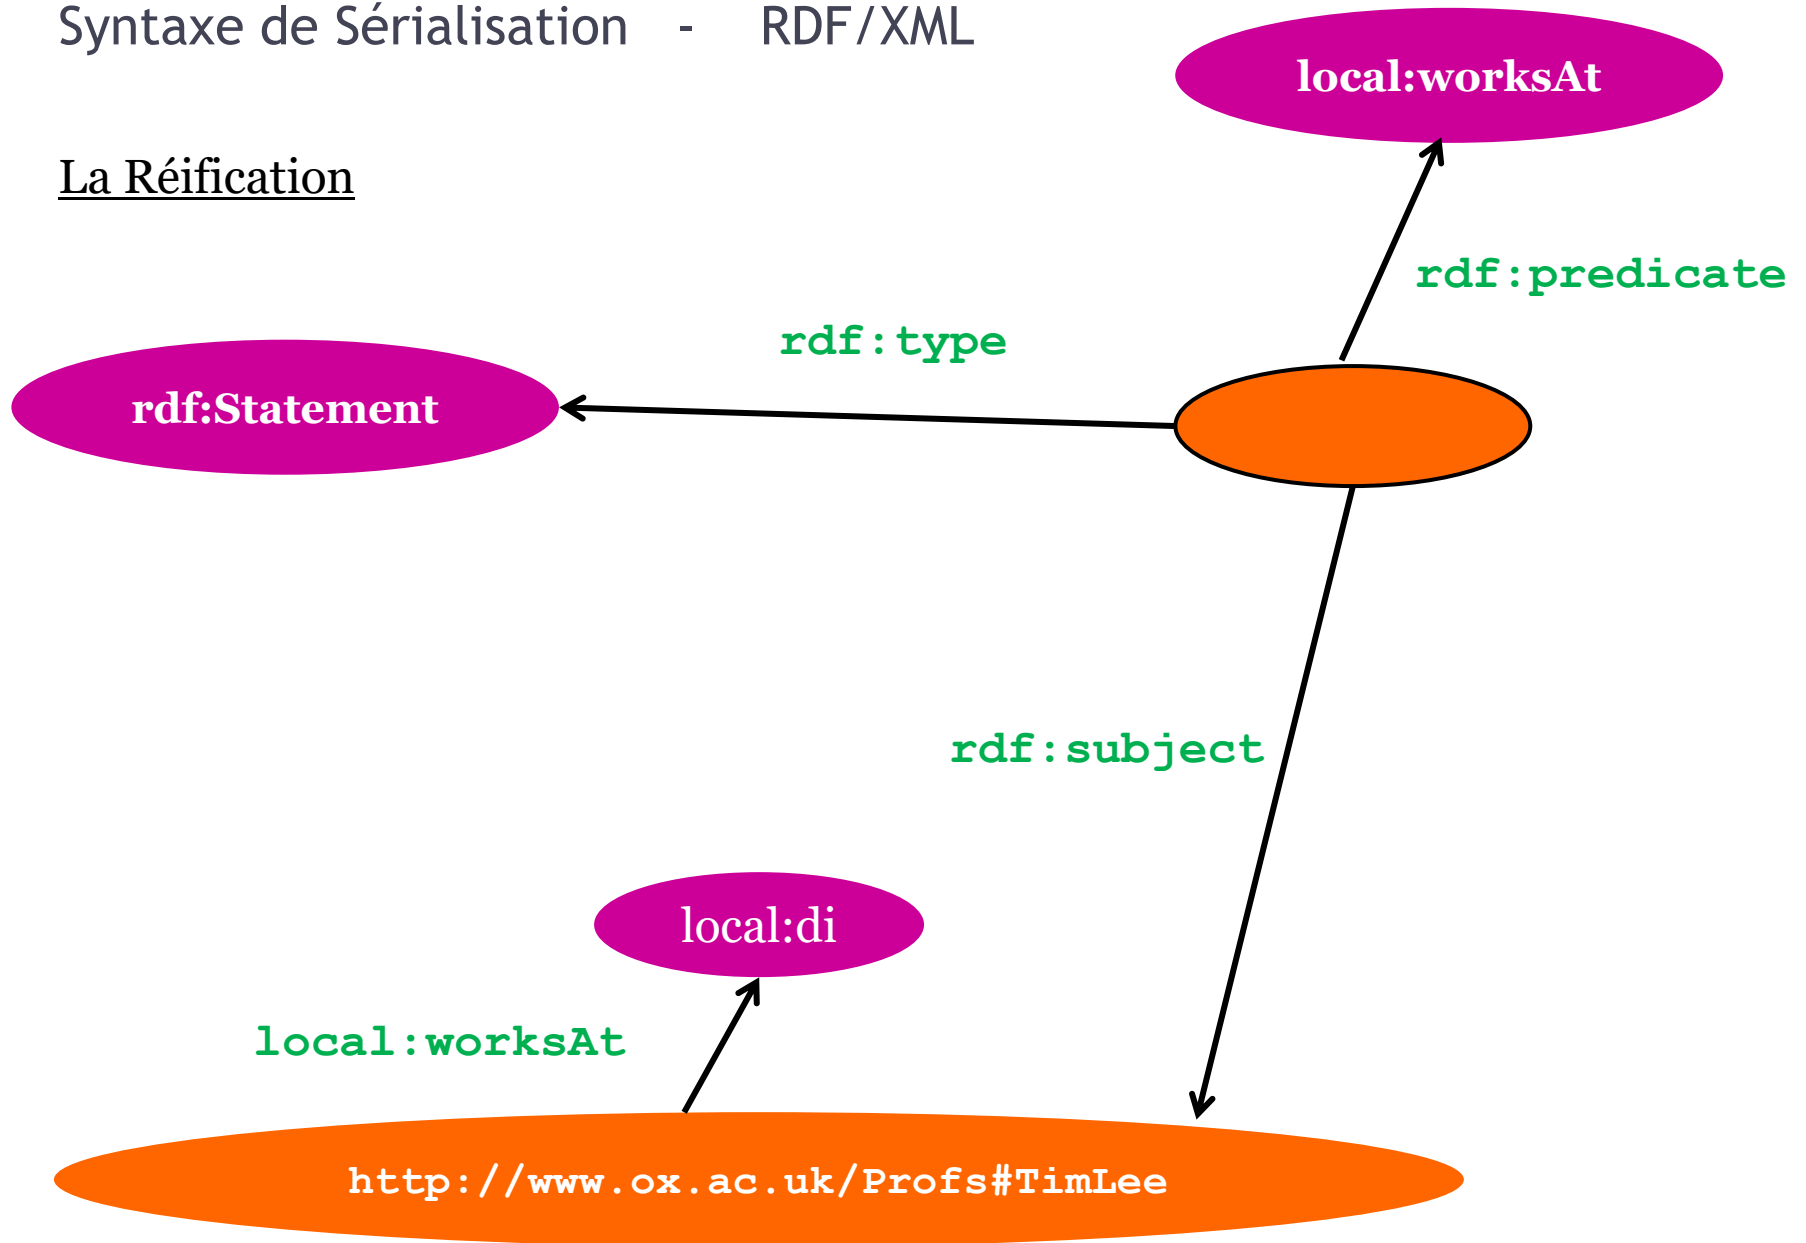 Syntaxe de Sérialisation - RDF/XML
local:worksAt
La Réification
rdf:predicate
rdf:type
rdf:Statement
rdf:subject
local:di
local:worksAt
http://www.ox.ac.uk/Profs#TimLee